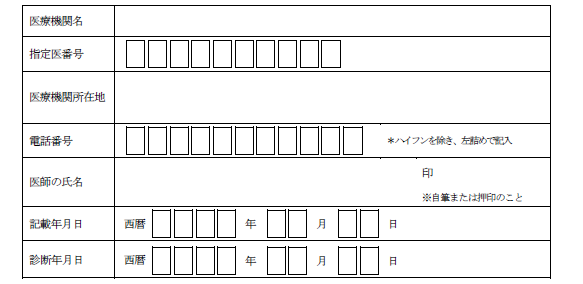 医療機関名
指定医番号
医療機関所在地
電話番号 *ハイフンを除き、左詰めで記入
医師の氏名 印
※自筆または押印のこと
記載年月日 西暦 年 月 日
診断年月日 西暦 年 月 日